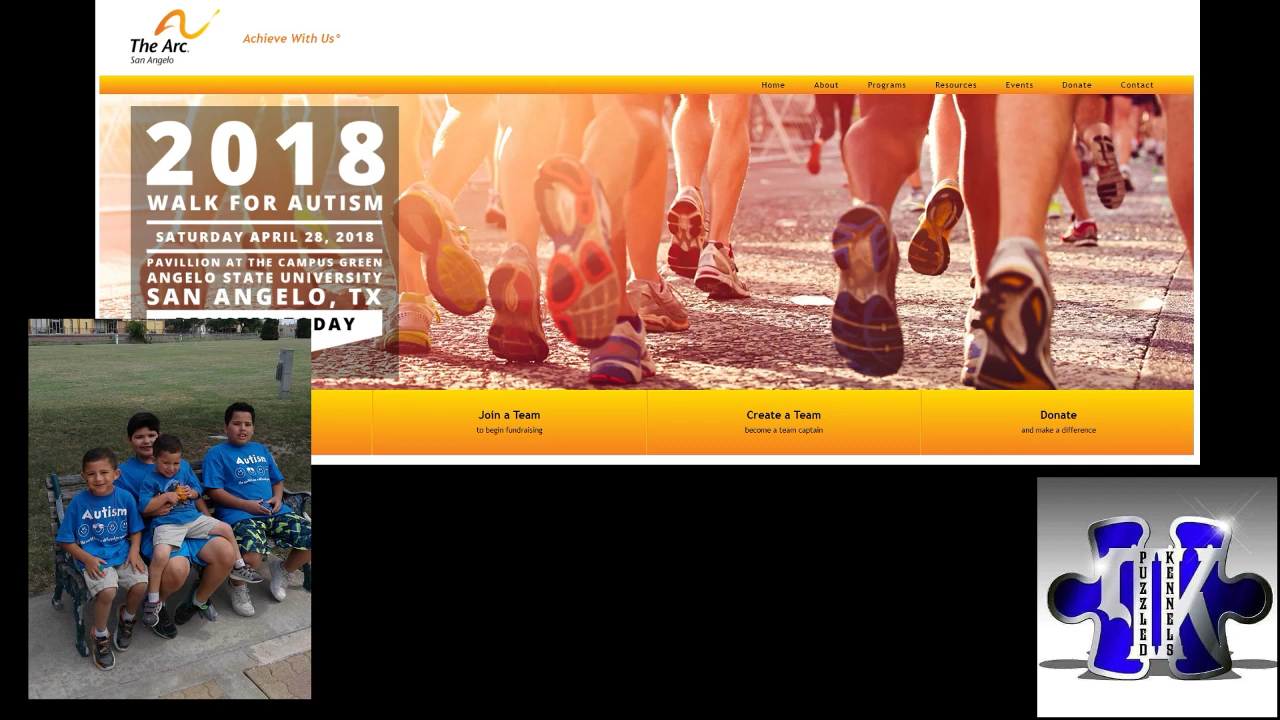 The Arc.
San Angelo
Achieve With Us®
Home About Programs Resources Events Donate Contact
2018
WALK FOR AUTISM
SATURDAY APRIL 28, 2018
PAVILLION AT THE CAMPUS GREEN
ANGELO STATE UNIVERSITY
SAN ANGELO, TX
DAY
Join a Team
to begin fundraising
Create a Team
become a team captain
Donate
and make a difference
Autism
Autism
PK
PUZZLED
KENNELS